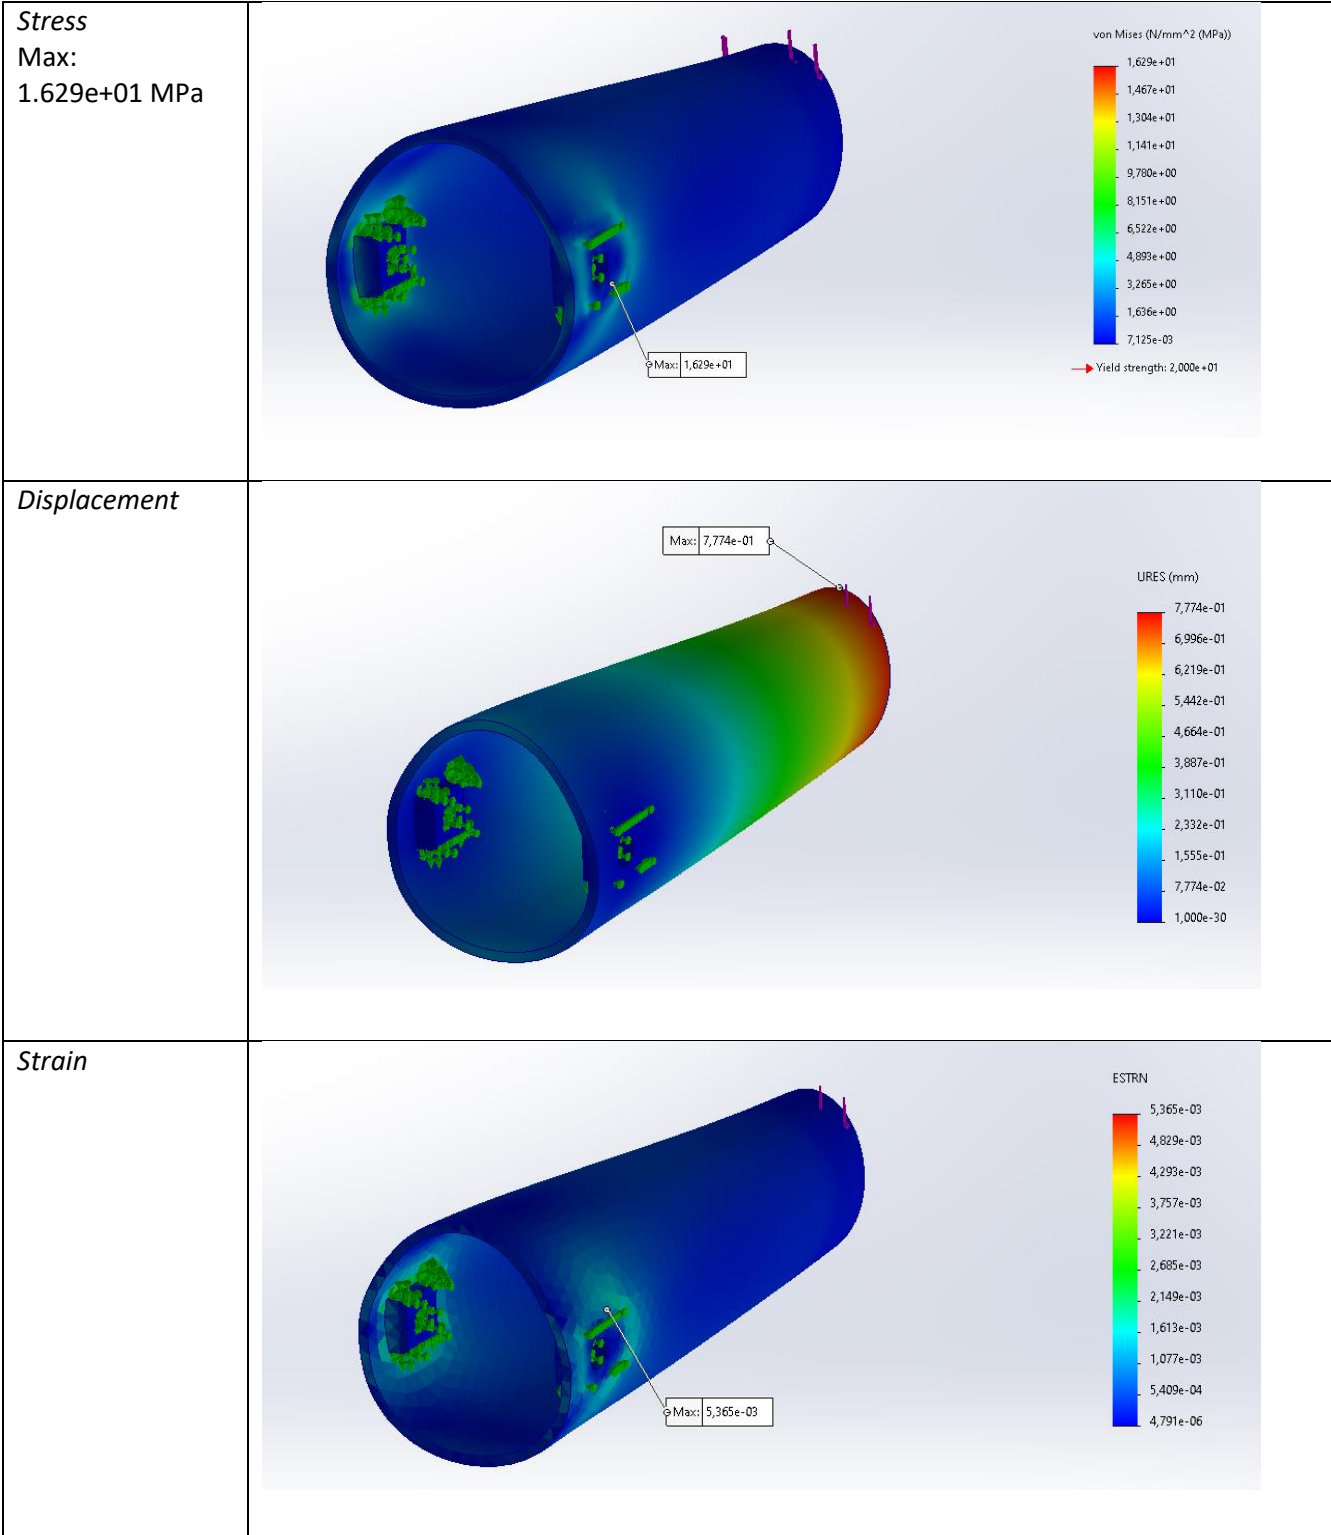 Stress
Max:
1.629e+01 MPa
von Mises (N/mm^2 (MPa))
1,629e+01
1,467e+01
1,304e+01
1,141e+01
9,780e+00
8,151e+00
6,522e+00
4,893e+00
3,265e+00
1,636e+00
7,125e-03
Yield strength: 2,000e+01
Max: 1,629e+01
Displacement
Max: 7,774e-01
URES (mm)
7,774e-01
6,996e-01
6,219e-01
5,442e-01
4,664e-01
3,887e-01
3,110e-01
2,332e-01
1,555e-01
7,774e-02
1,000e-30
Strain
ESTRN
5,365e-03
4,829e-03
4,293e-03
3,757e-03
3,221e-03
2,685e-03
2,149e-03
1,613e-03
1,077e-03
5,409e-04
4,791e-06
Max: 5,365e-03